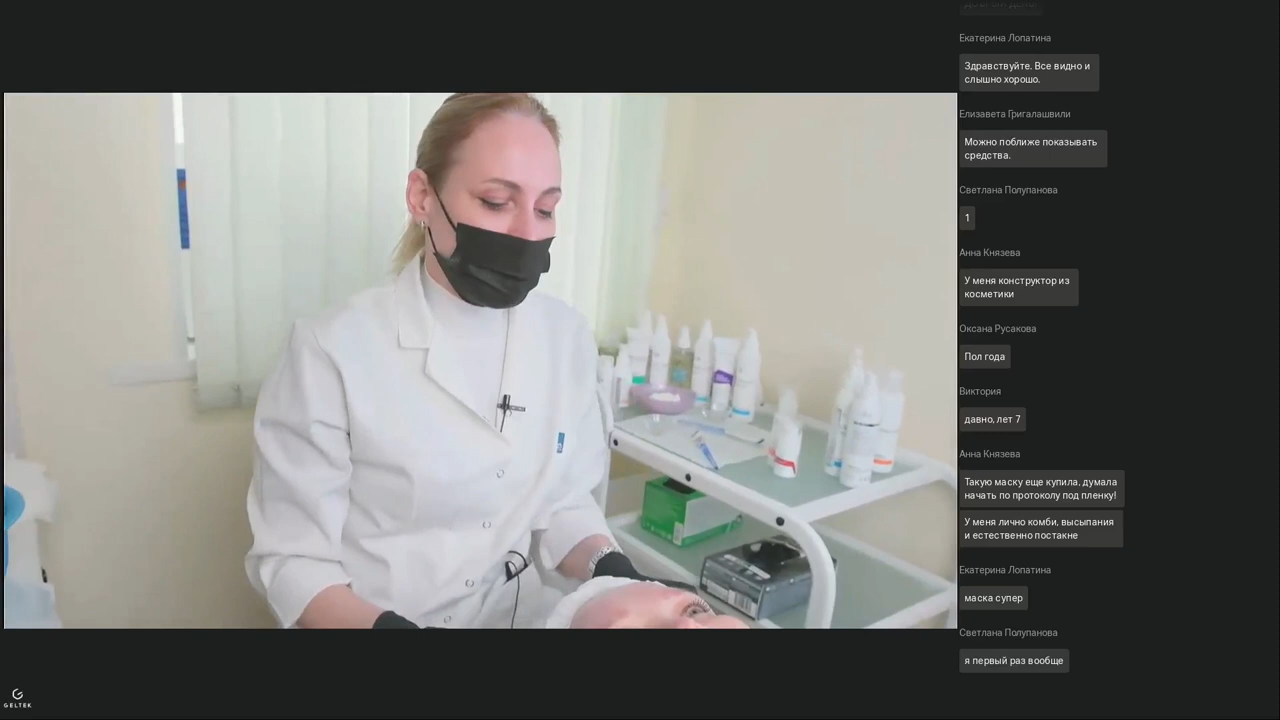 Екатерина Лопатина
Здравствуйте. Все видно и
слышно хорошо.
Елизавета Григалашвили
Можно поближе показывать
средства.
Светлана Полупанова
1
Анна Князева
У меня конструктор из
косметики
Оксана Русакова
Пол года
Виктория
давно, лет 7
Анна Князева
Такую маску еще купила, думала
начать по протоколу под пленку!
У меня лично комби, высыпания
и естественно постакне
Екатерина Лопатина
маска супер
Светлана Полупанова
я первый раз вообще
GELTEK